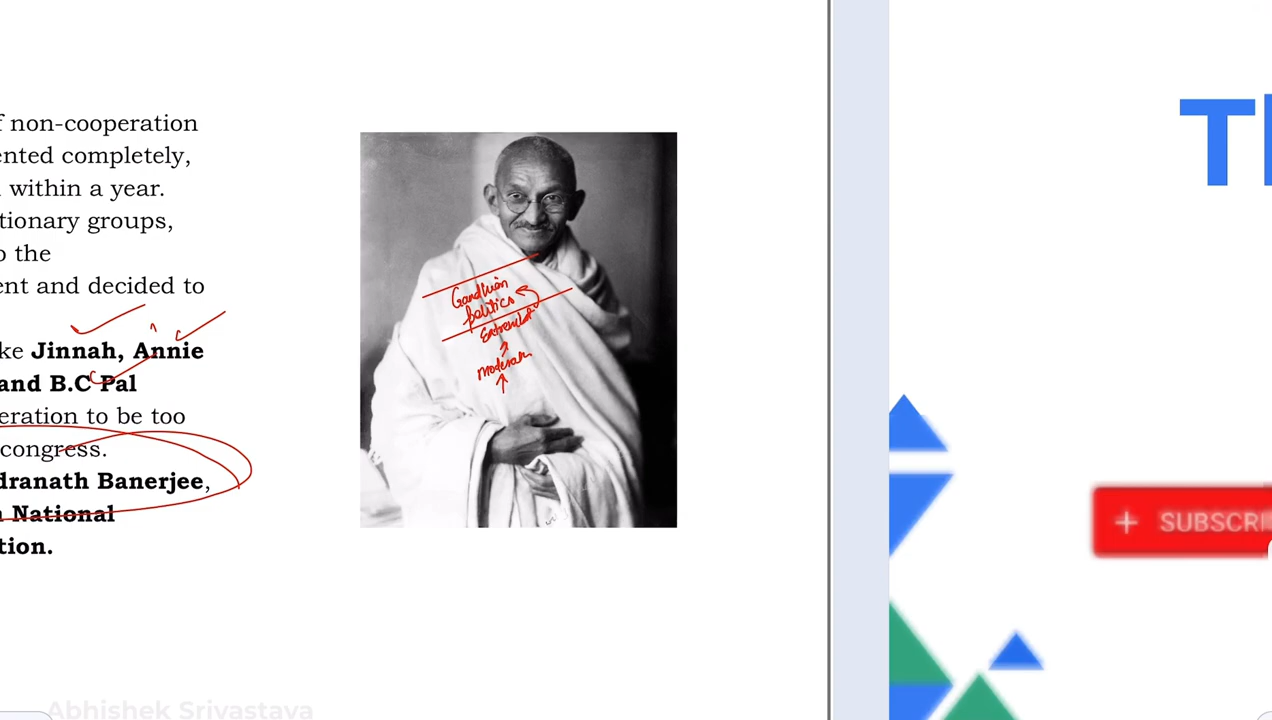 f non-cooperation
ented completely,
within a year.
tionary groups,
o the
ent and decided to
ke Jinnah, Annie
and B.C Pal
eration to be too
congress.
dranath Banerjee,
National
tion.
Gandhian
politics
Extremist
moderate
Abhishek Srivastava
T
+ SUBSCRI